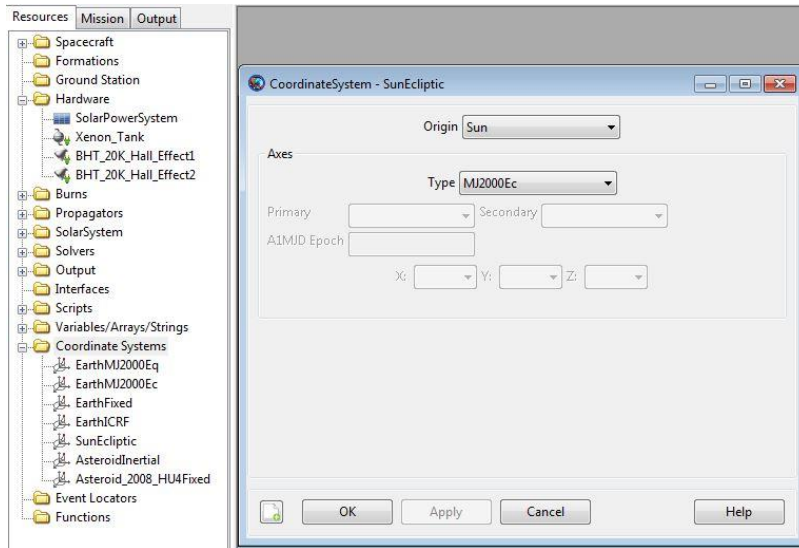 Resources Mission Output
Spacecraft
Formations
Ground Station
Hardware
SolarPowerSystem
Xenon_Tank
BHT_20K_Hall_Effect1
BHT_20K_Hall_Effect2
Burns
Propagators
SolarSystem
Solvers
Output
Interfaces
Scripts
Variables/Arrays/Strings
Coordinate Systems
EarthMJ2000Eq
EarthMJ2000Ec
EarthFixed
EarthICRF
SunEcliptic
AsteroidInertial
Asteroid_2008_HU4Fixed
Event Locators
Functions
CoordinateSystem - SunEcliptic
Origin Sun
Axes
Type MJ2000Ec
Primary Secondary
A1MJD Epoch
X: Y: Z:
OK Apply Cancel Help